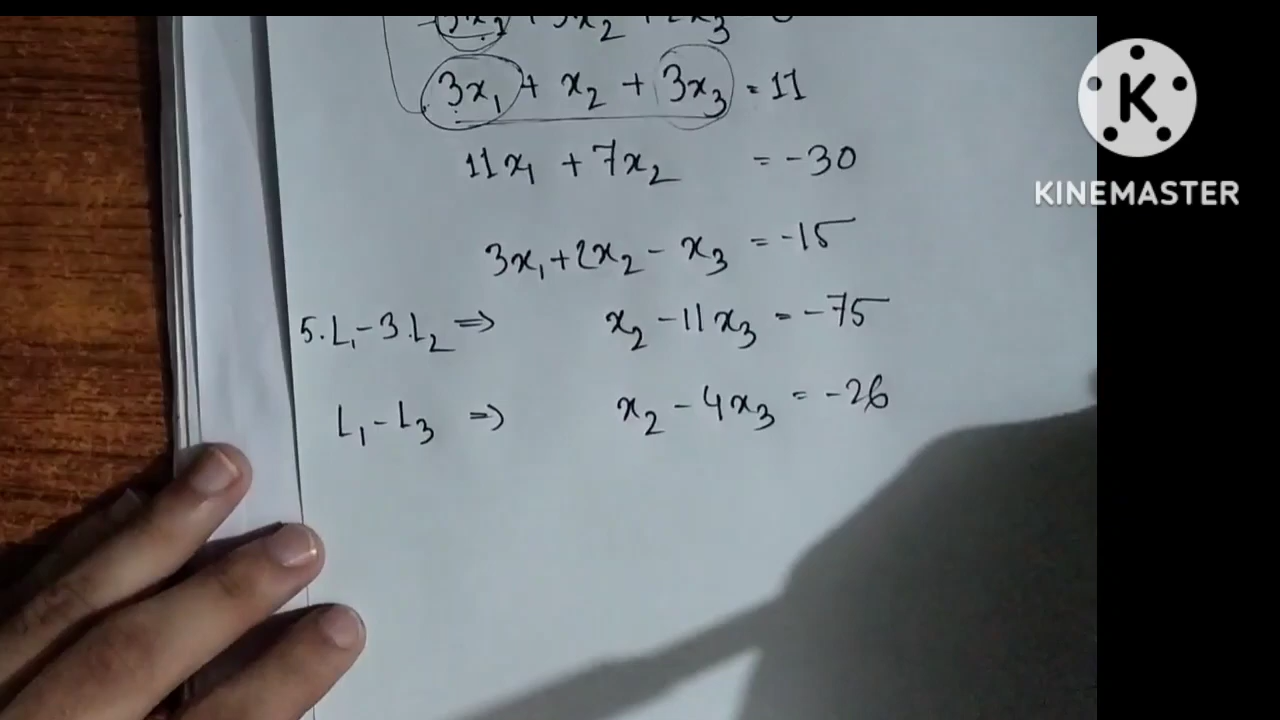 3x₁ + x₂ + 3x₃ = 11
11x₁ + 7x₂ = -30
3x₁ + 2x₂ - x₃ = -15
5.L₁ - 3.L₂ ⇒ x₂ - 11x₃ = -75
L₁ - L₃ ⇒ x₂ - 4x₃ = -26
K
KINEMASTER